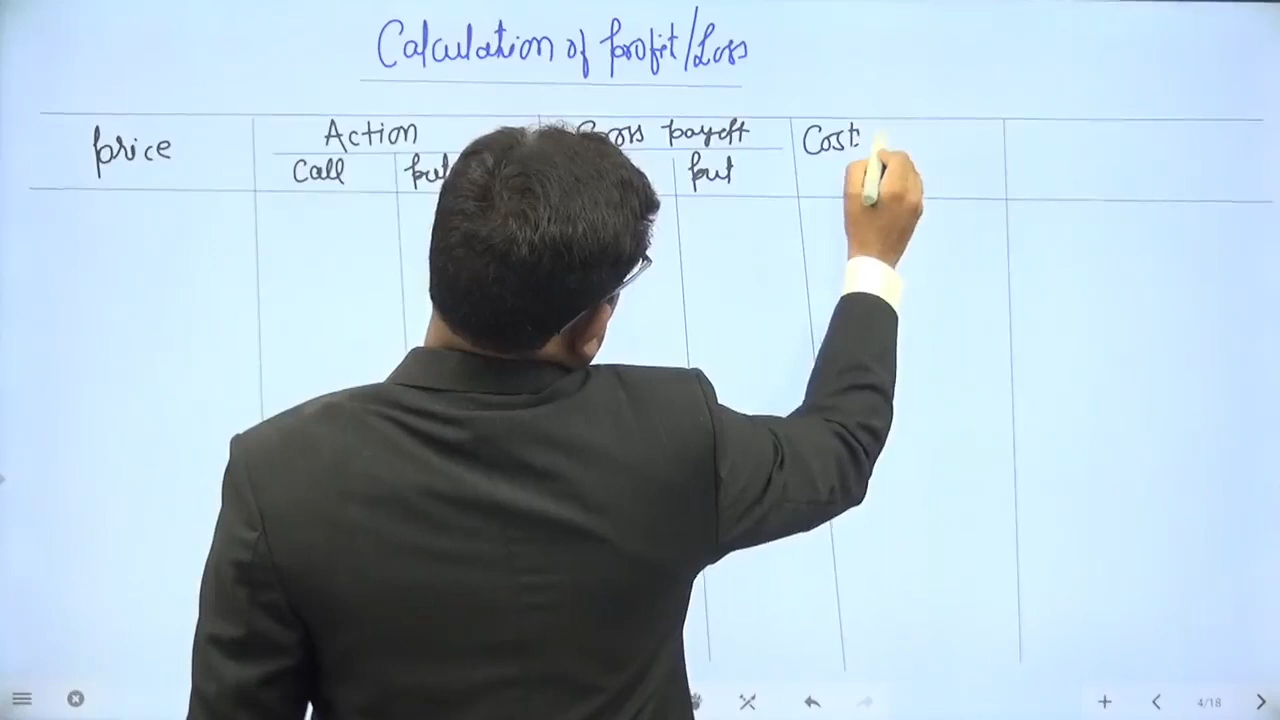 Calculation of profit/Loss
price Action payoff Cost
Call put put
4/18